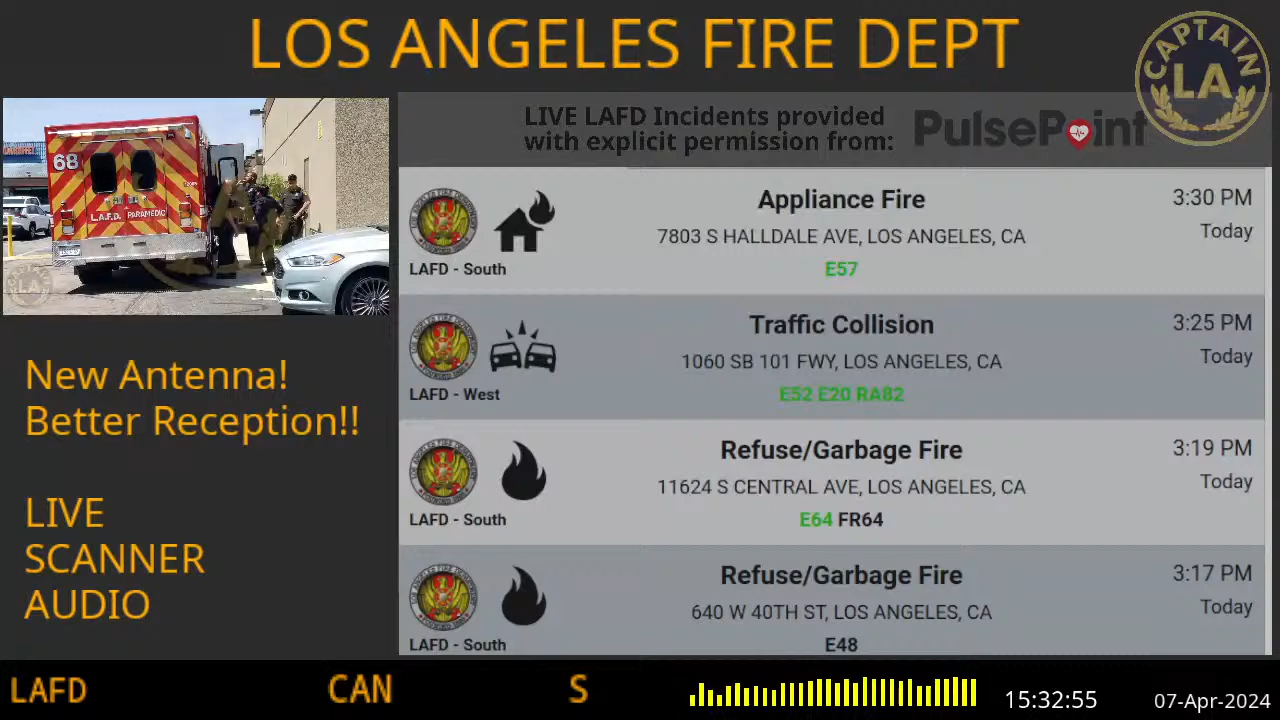 LOS ANGELES FIRE DEPT
CAPTAIN
LA
LIVE LAFD Incidents provided
with explicit permission from:
PulsePoint
68
L.A.F.D. PARAMEDIC
LA
Appliance Fire
3:30 PM
7803 S HALLDALE AVE, LOS ANGELES, CA
Today
LAFD - South
E57
Traffic Collision
3:25 PM
1060 SB 101 FWY, LOS ANGELES, CA
Today
LAFD - West
E52 E20 RA82
Refuse/Garbage Fire
3:19 PM
11624 S CENTRAL AVE, LOS ANGELES, CA
Today
LAFD - South
E64 FR64
Refuse/Garbage Fire
3:17 PM
640 W 40TH ST, LOS ANGELES, CA
Today
LAFD - South
E48
New Antenna!
Better Reception!!
LIVE
SCANNER
AUDIO
LAFD
CAN
S
15:32:55
07-Apr-2024